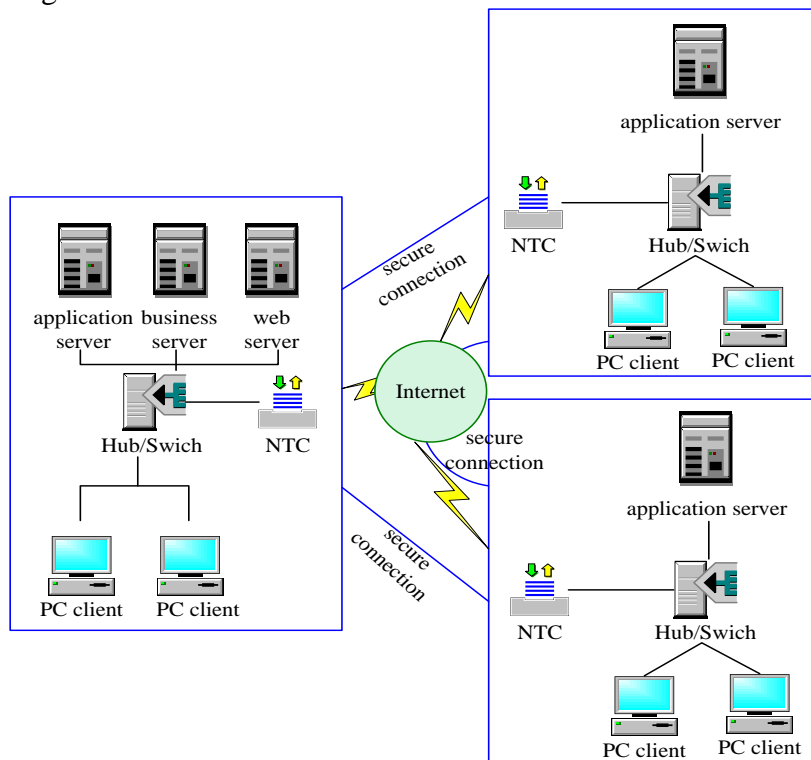 application server
NTC
Hub/Swich
PC client
PC client
secure
connection
application
server
business
server
web
server
Hub/Swich
NTC
PC client
PC client
Internet
secure
connection
secure
connection
application server
NTC
Hub/Swich
PC client
PC client